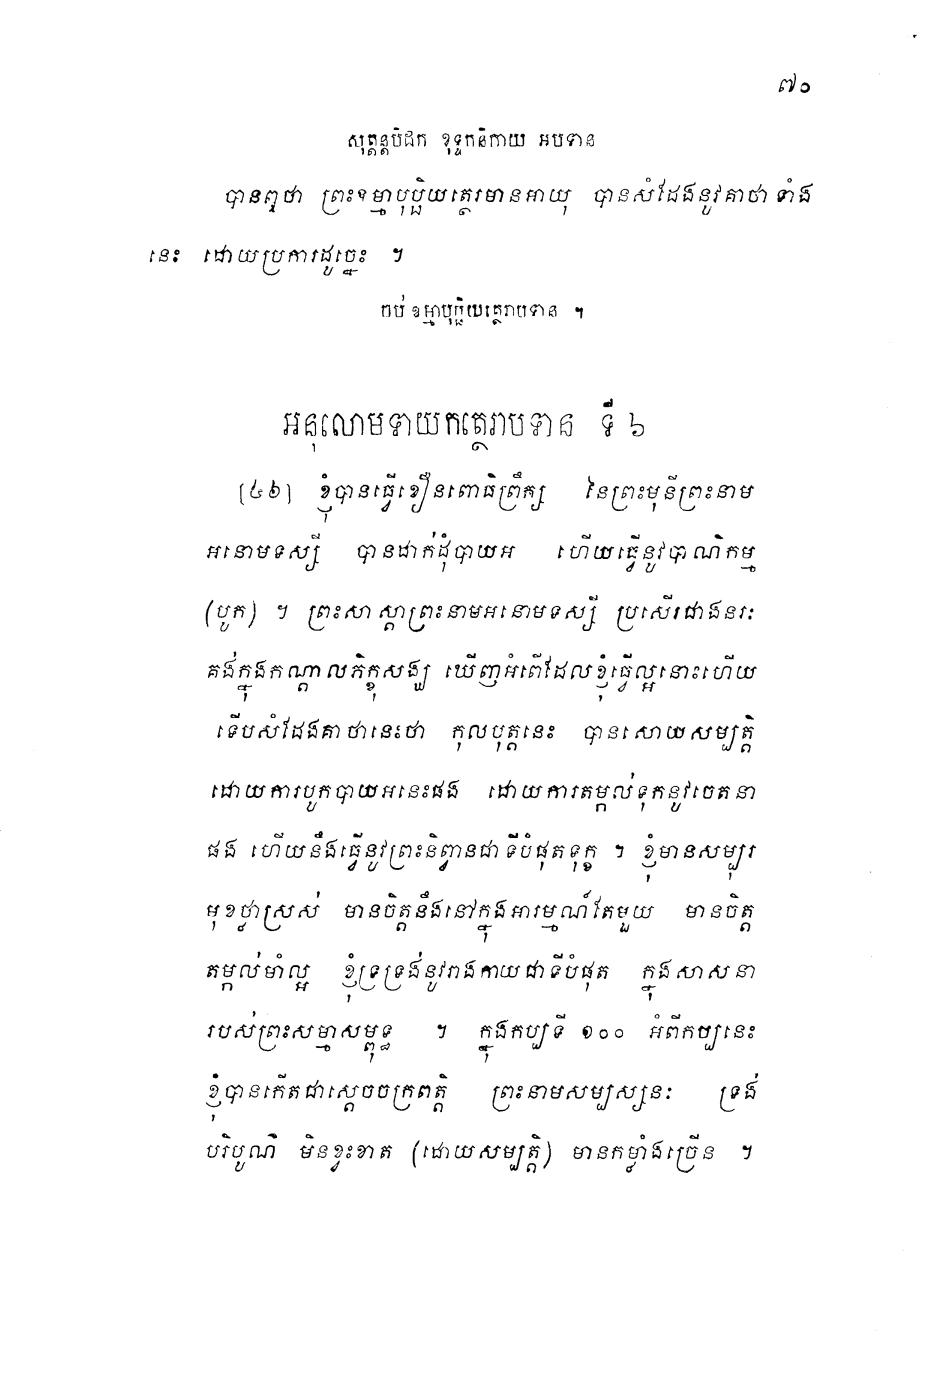 ៧០
សុត្តន្តបិដក ខុទ្ទកនិកាយ អបទាន
បានឮថា ព្រះខម្មាបុប្ផិយត្ថេរមានអាយុ បានសំដែងនូវគាថា ទាំង
នេះ ដោយប្រការដូច្នេះ ។
ចប់ ខម្មាបុប្ផិយត្ថេរាបទាន ។
អនុលោមទាយកត្ថេរាបទាន ទី ៦
(៤៦) ខ្ញុំបានធ្វើខឿនពោធិព្រឹក្ស នៃព្រះមុនីព្រះនាម
អនោមទស្សី បានដាក់ដុំបាយអ ហើយធ្វើនូវបាណិកម្ម
(បូក) ។ ព្រះសាស្តាព្រះនាមអនោមទស្សី ប្រសើរជាងនរៈ
គង់ក្នុងកណ្តាលភិក្ខុសង្ឃ ឃើញអំពើដែលខ្ញុំធ្វើល្អនោះហើយ
ទើបសំដែងគាថានេះថា កុលបុត្តនេះ បានសោយសម្បត្តិ
ដោយការបូកបាយអនេះផង ដោយការតម្កល់ទុកនូវចេតនា
ផង ហើយនឹងធ្វើនូវព្រះនិព្វានជាទីបំផុតទុក្ខ ។ ខ្ញុំមានសម្បុរ
មុខថ្លាស្រស់ មានចិត្តនឹងនៅក្នុងអារម្មណ៍តែមួយ មានចិត្ត
តម្កល់មាំល្អ ខ្ញុំទ្រទ្រង់នូវរាងកាយជាទីបំផុត ក្នុងសាសនា
របស់ព្រះសម្មាសម្ពុទ្ធ ។ ក្នុងកប្បទី ១០០ អំពីកប្បនេះ
ខ្ញុំបានកើតជាស្តេចចក្រពត្តិ ព្រះនាមសម្បស្សនៈ ទ្រង់
បរិបូណ៌ មិនខ្វះខាត (ដោយសម្បត្តិ) មានកម្លាំងច្រើន ។